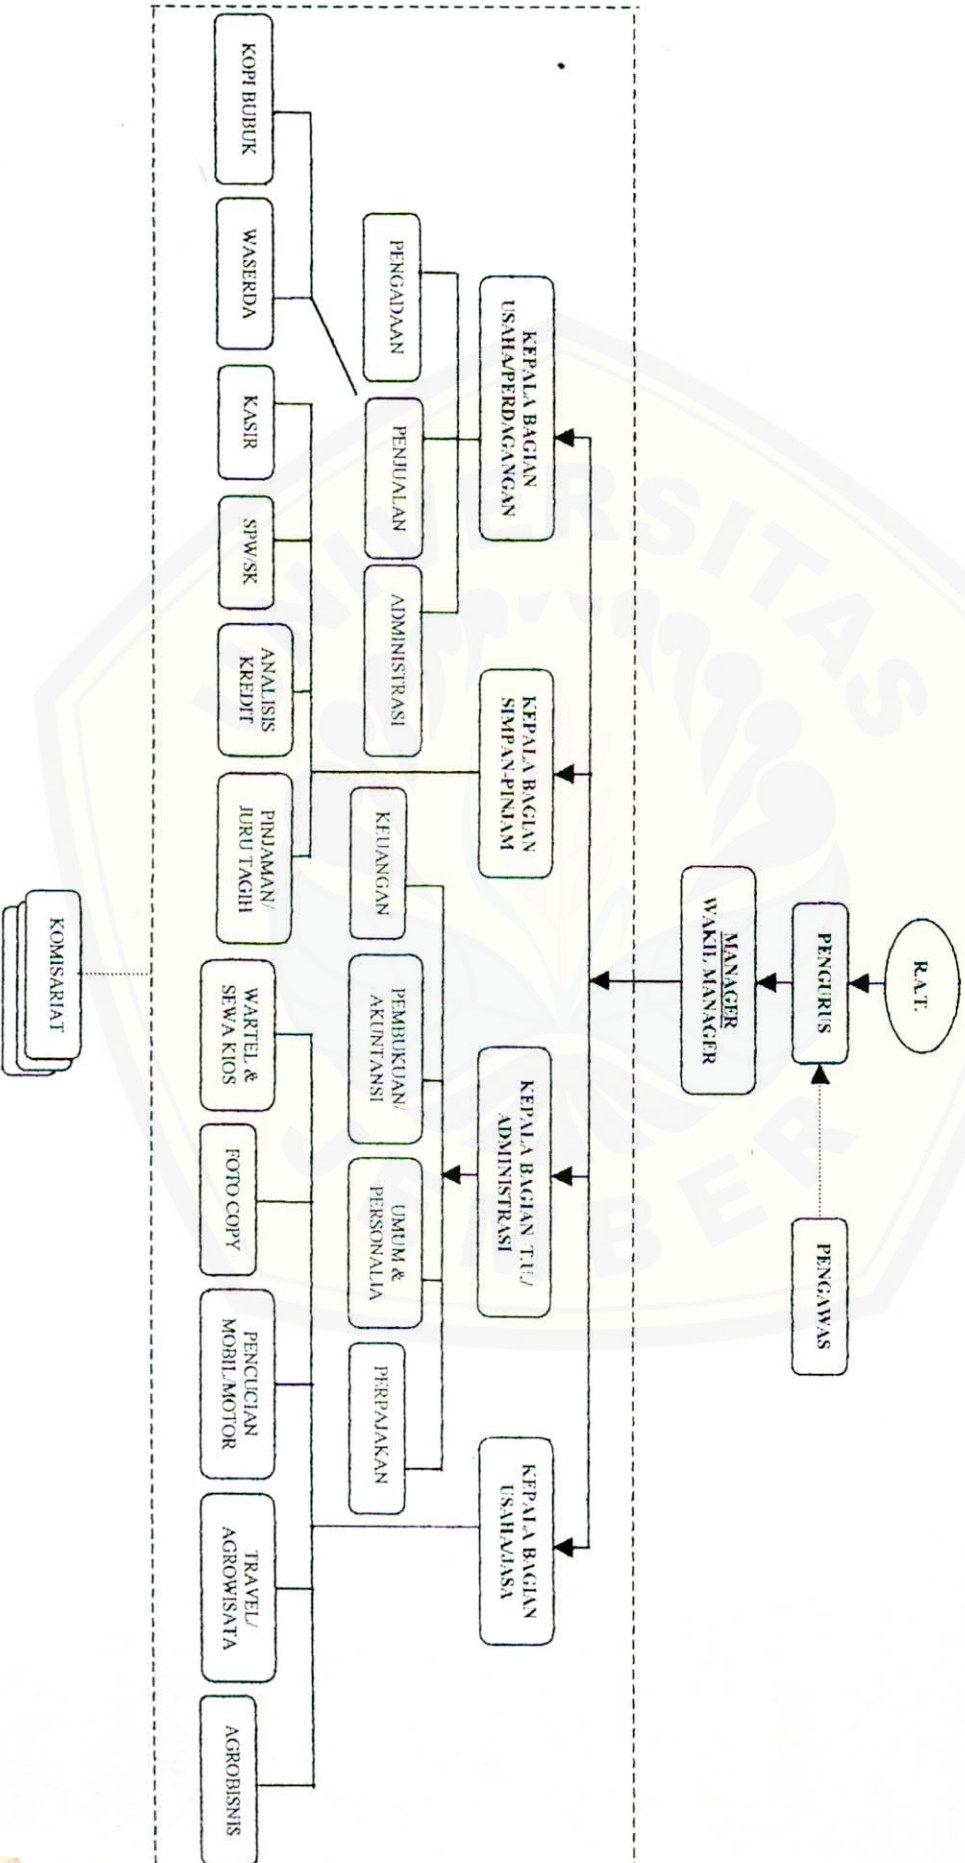 R.A.T.
PENGURUS
PENGAWAS
MANAGER
WAKIL MANAGER
KEPALA BAGIAN
USAHA/PERDAGANGAN
KEPALA BAGIAN
SIMPAN-PINJAM
KEPALA BAGIAN T.U./
ADMINISTRASI
KEPALA BAGIAN
USAHA/JASA
PENGADAAN
PENJUALAN
ADMINISTRASI
KEUANGAN
PEMBUKUAN/
AKUNTANSI
UMUM &
PERSONALIA
PERPAJAKAN
KOPI BUBUK
WASERDA
KASIR
SPW/SK
ANALISIS
KREDIT
PINJAMAN/
JURU TAGIH
WARTEL &
SEWA KIOS
FOTO COPY
PENCUCIAN
MOBIL/MOTOR
TRAVEL/
AGROWISATA
AGROBISNIS
KOMISARIAT
UNIVERSITAS
JEMBER